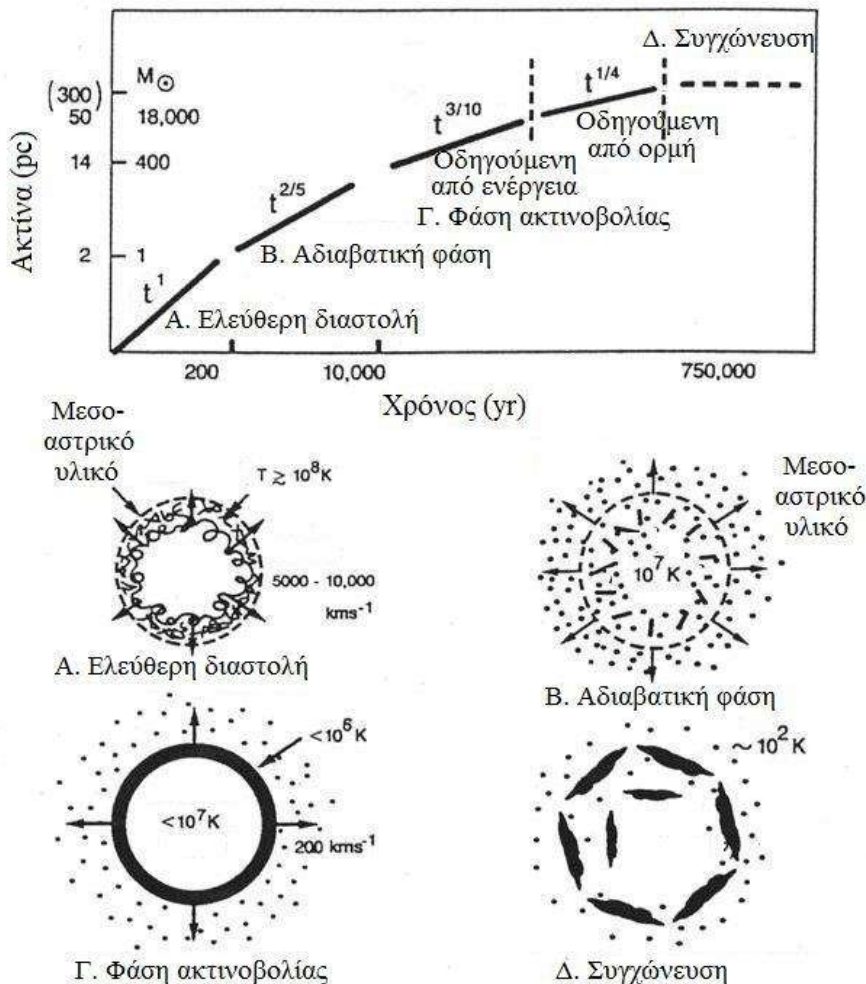 Δ. Συγχώνευση
(300)
50
M☉
18,000
t^1/4
t^3/10
Οδηγούμενη
από ορμή
14
400
Οδηγούμενη
από ενέργεια
t^2/5
Γ. Φάση ακτινοβολίας
Ακτίνα (pc)
2
1
Β. Αδιαβατική φάση
t^1
Α. Ελεύθερη διαστολή
200
10,000
750,000
Χρόνος (yr)
Μεσο-
αστρικό
υλικό
T ≳ 10^8 K
5000 - 10,000
kms^-1
Α. Ελεύθερη διαστολή
Μεσο-
αστρικό
υλικό
10^7 K
Β. Αδιαβατική φάση
<10^6 K
<10^7 K
200 kms^-1
Γ. Φάση ακτινοβολίας
~10^2 K
Δ. Συγχώνευση